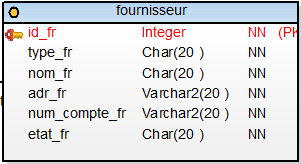 fournisseur
id_fr Integer NN (PK
type_fr Char(20 ) NN
nom_fr Char(20 ) NN
adr_fr Varchar2(20 ) NN
num_compte_fr Varchar2(20 ) NN
etat_fr Char(20 ) NN